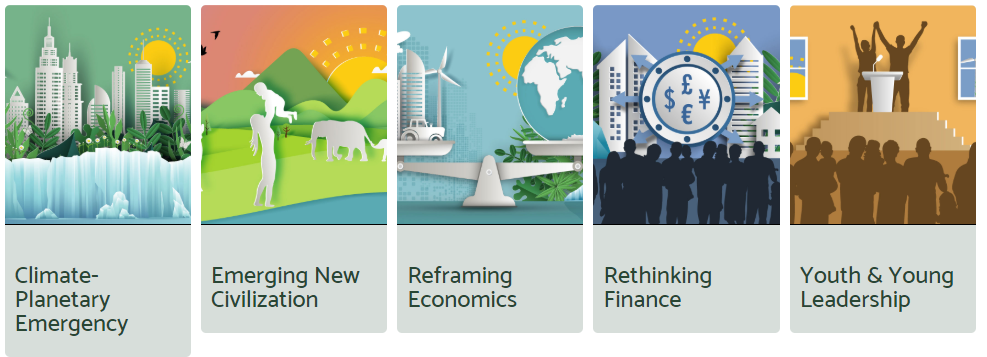 $ £ ¥
€
Climate-
Planetary
Emergency
Emerging New
Civilization
Reframing
Economics
Rethinking
Finance
Youth & Young
Leadership